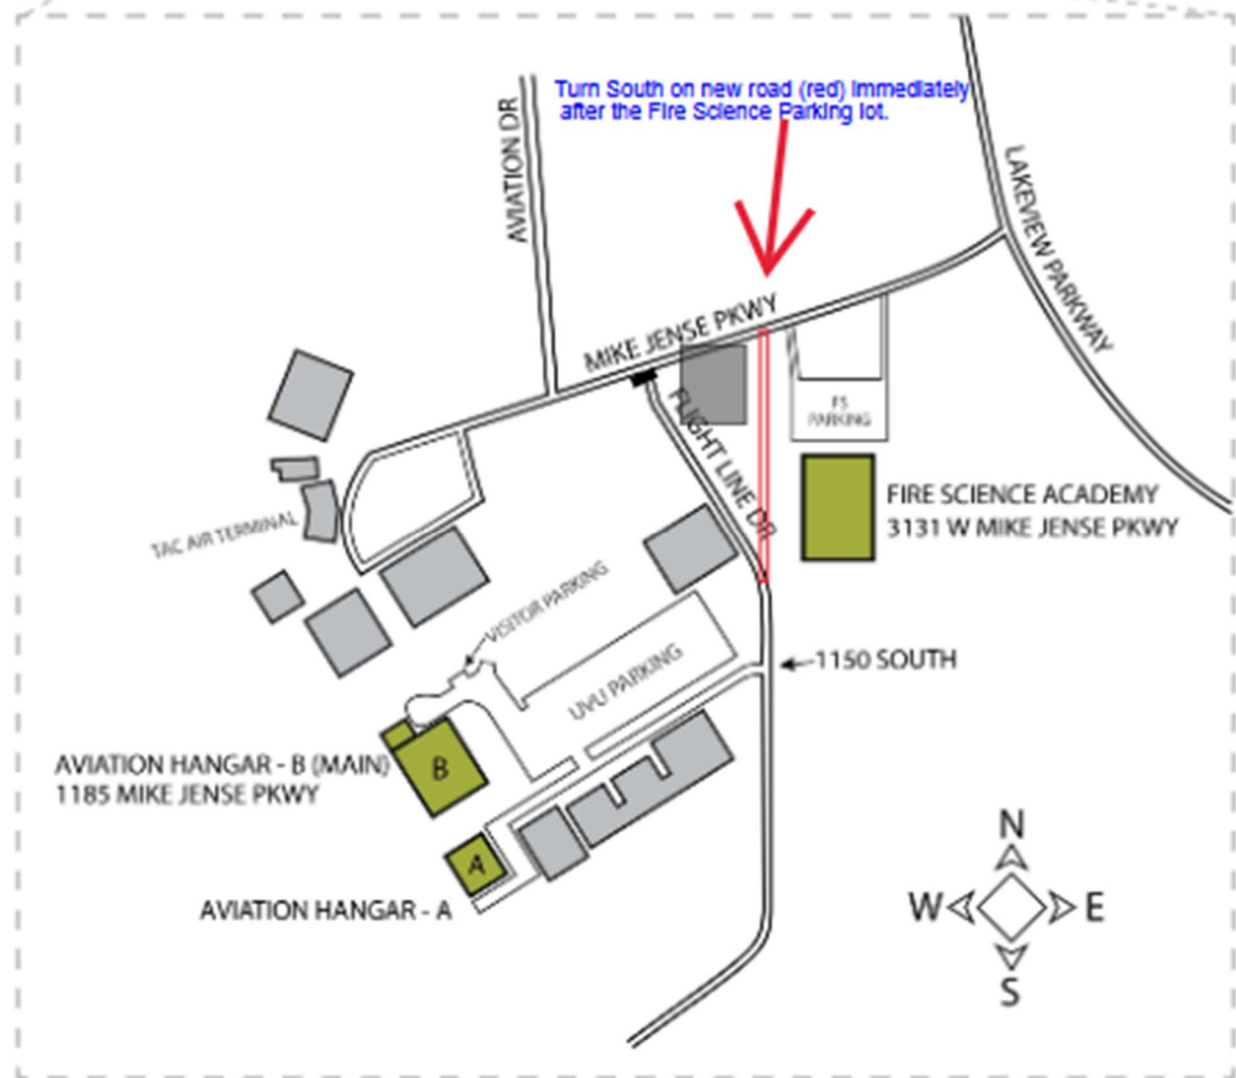 Turn South on new road (red) immediately
after the Fire Science Parking lot.
AVIATION DR
LAKEVIEW PARKWAY
MIKE JENSE PKWY
FLIGHT LINE DR
FS
PARKING
FIRE SCIENCE ACADEMY
3131 W MIKE JENSE PKWY
TAC AIR TERMINAL
VISITOR PARKING
UVU PARKING
1150 SOUTH
B
AVIATION HANGAR - B (MAIN)
1185 MIKE JENSE PKWY
A
AVIATION HANGAR - A
N
W
E
S